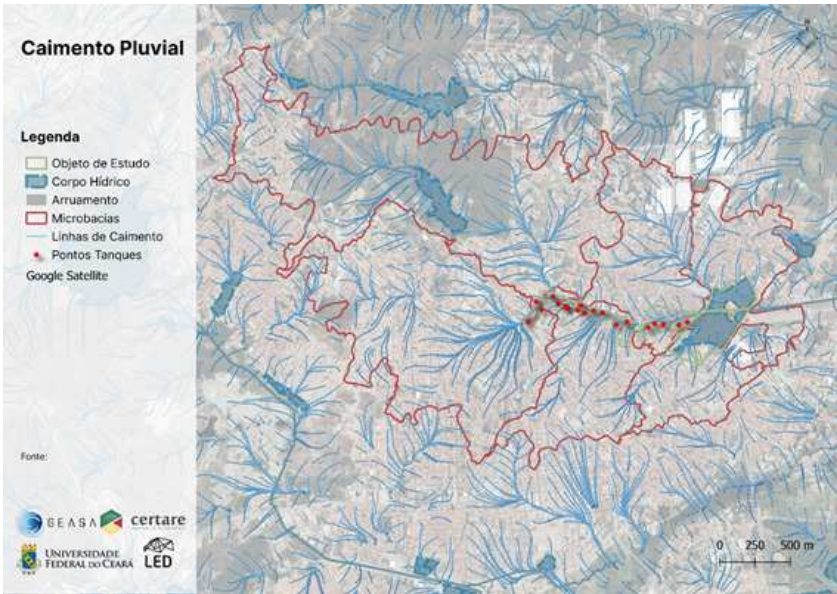 Caimento Pluvial
Legenda
Objeto de Estudo
Corpo Hídrico
Arruamento
Microbacias
Linhas de Caimento
Pontos Tanques
Google Satellite
Fonte:
GEASA
certare
UNIVERSIDADE
FEDERAL DO CEARÁ
LED
0 250 500 m